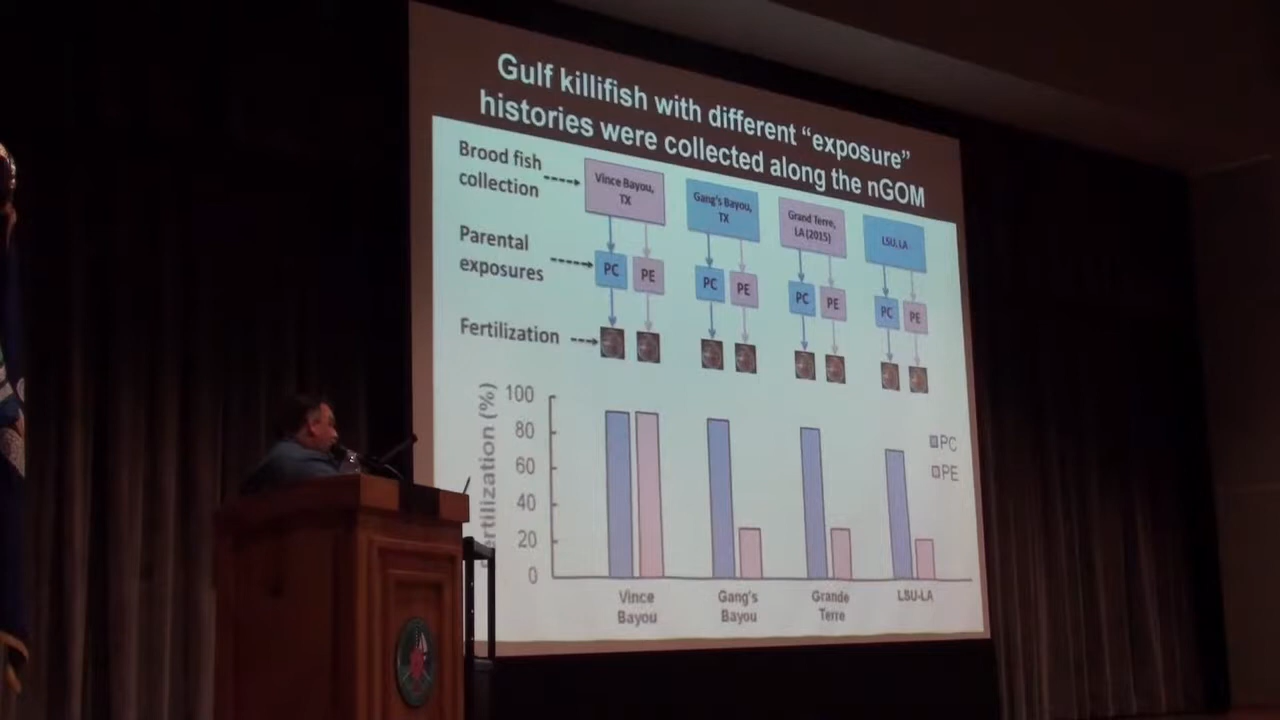 Gulf killifish with different “exposure”
histories were collected along the nGOM
Brood fish
collection
Vince Bayou,
TX
Gang's Bayou,
TX
Grand Terre,
LA (2015)
LSU, LA
Parental
exposures
PC
PE
PC
PE
PC
PE
PC
PE
Fertilization
Fertilization (%)
100
80
60
40
20
0
PC
PE
Vince
Bayou
Gang's
Bayou
Grande
Terre
LSU-LA